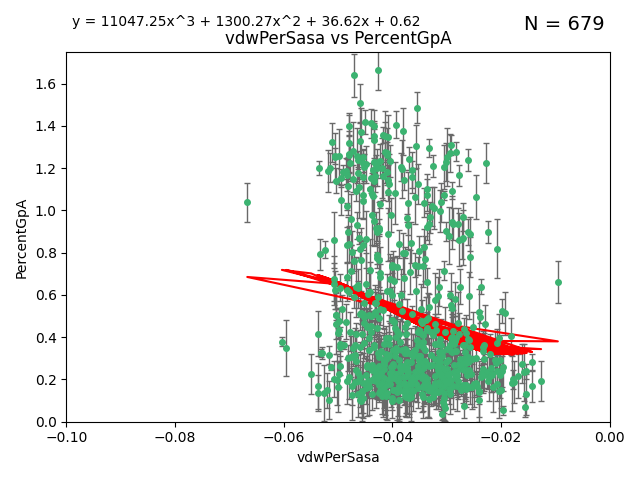 y = 11047.25x^3 + 1300.27x^2 + 36.62x + 0.62
N = 679
vdwPerSasa vs PercentGpA
PercentGpA
1.6
1.4
1.2
1.0
0.8
0.6
0.4
0.2
0.0
−0.10 −0.08 −0.06 −0.04 −0.02 0.00
vdwPerSasa